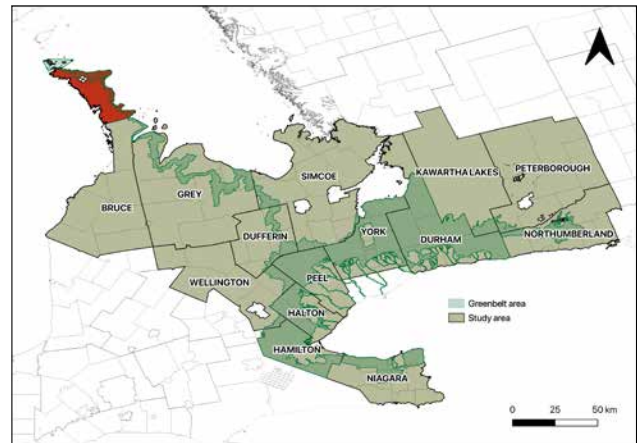 KAWARTHA LAKES
PETERBOROUGH
SIMCOE
GREY
BRUCE
DUFFERIN
YORK
DURHAM
NORTHUMBERLAND
WELLINGTON
PEEL
HALTON
HAMILTON
NIAGARA
Greenbelt area
Study area
0 25 50 km